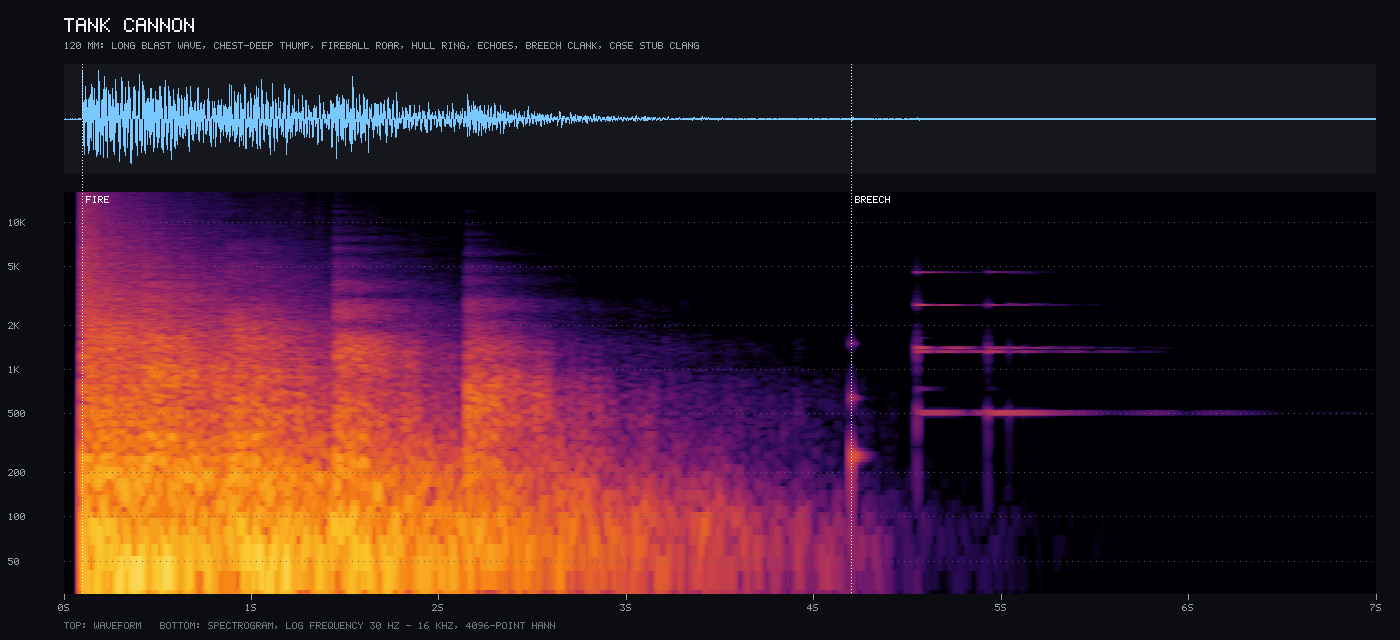 TANK CANNON
120 MM: LONG BLAST WAVE, CHEST-DEEP THUMP, FIREBALL ROAR, HULL RING, ECHOES, BREECH CLANK, CASE STUB CLANG
FIRE BREECH
10K
5K
2K
1K
500
200
100
50
0S 1S 2S 3S 4S 5S 6S 7S
TOP: WAVEFORM BOTTOM: SPECTROGRAM, LOG FREQUENCY 30 HZ - 16 KHZ, 4096-POINT HANN